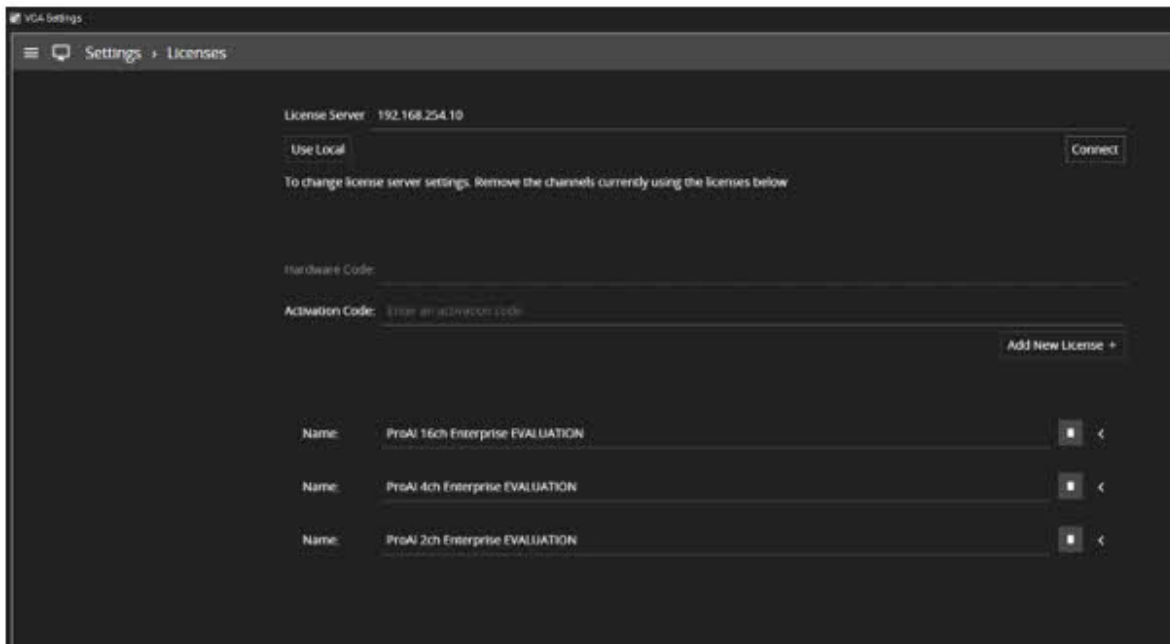 VCA Settings
Settings › Licenses
License Server 192.168.254.10
Use Local Connect
To change license server settings. Remove the channels currently using the licenses below
Hardware Code:
Activation Code: Enter an activation code
Add New License +
Name: ProAI 16ch Enterprise EVALUATION
Name: ProAI 4ch Enterprise EVALUATION
Name: ProAI 2ch Enterprise EVALUATION